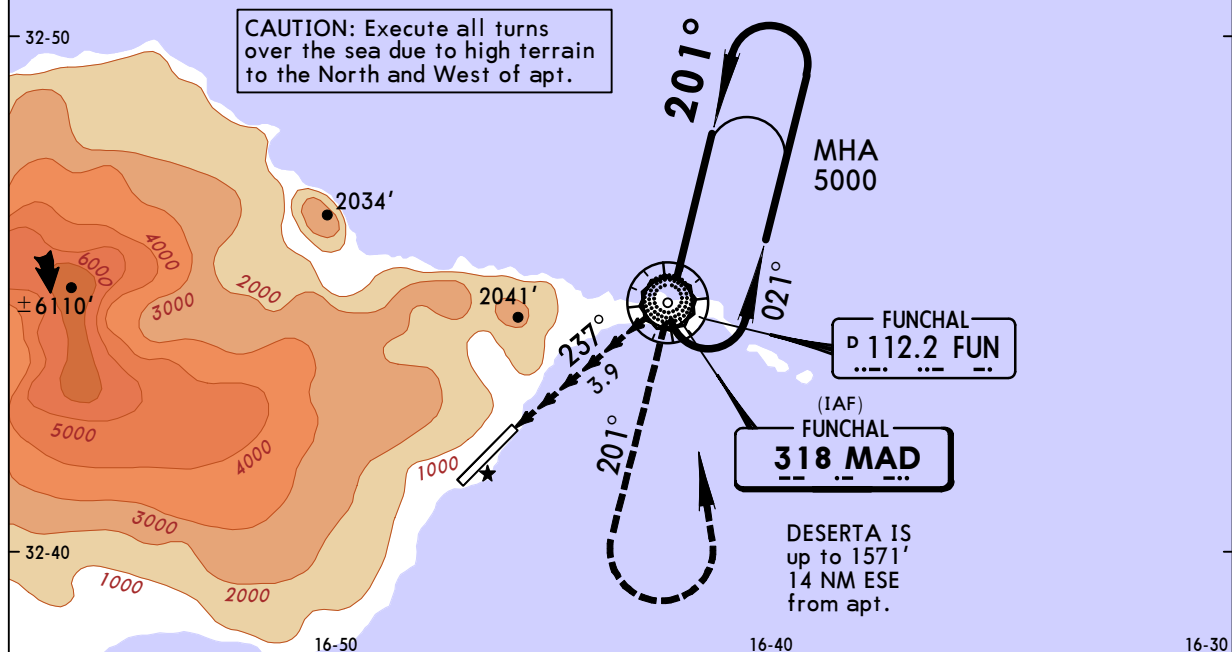 32-50
CAUTION: Execute all turns
over the sea due to high terrain
to the North and West of apt.
201°
MHA
5000
2034'
4000
6000
±6110'
3000
2000
2041'
021°
237°
3.9
FUNCHAL
D 112.2 FUN
(IAF)
FUNCHAL
318 MAD
201°
5000
4000
1000
3000
DESERTA IS
up to 1571'
14 NM ESE
from apt.
32-40
1000
2000
16-50
16-40
16-30